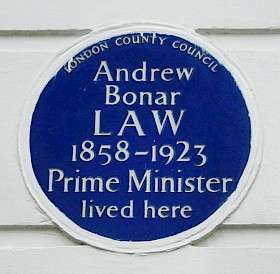 LONDON COUNTY COUNCIL
Andrew
Bonar
LAW
1858-1923
Prime Minister
lived here